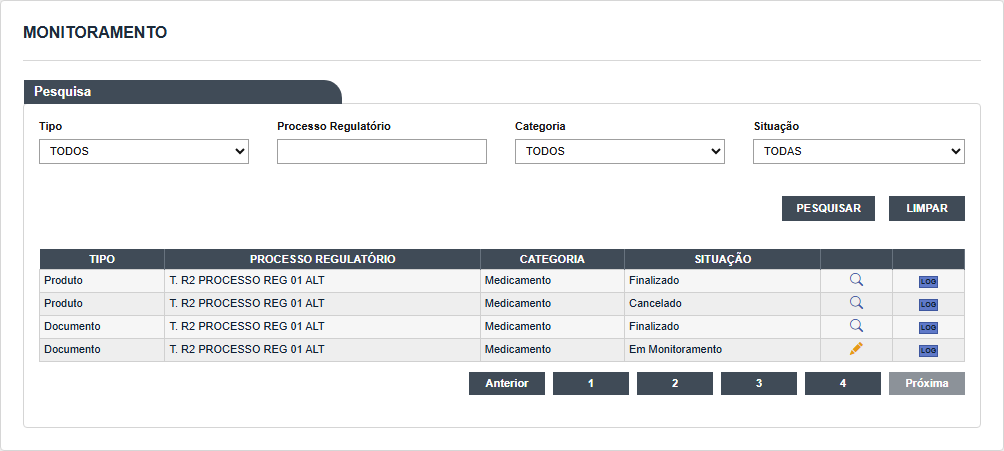 MONITORAMENTO
Pesquisa
Tipo Processo Regulatório Categoria Situação
TODOS TODOS TODAS
PESQUISAR LIMPAR
TIPO PROCESSO REGULATÓRIO CATEGORIA SITUAÇÃO
Produto T. R2 PROCESSO REG 01 ALT Medicamento Finalizado LOG
Produto T. R2 PROCESSO REG 01 ALT Medicamento Cancelado LOG
Documento T. R2 PROCESSO REG 01 ALT Medicamento Finalizado LOG
Documento T. R2 PROCESSO REG 01 ALT Medicamento Em Monitoramento LOG
Anterior 1 2 3 4 Próxima